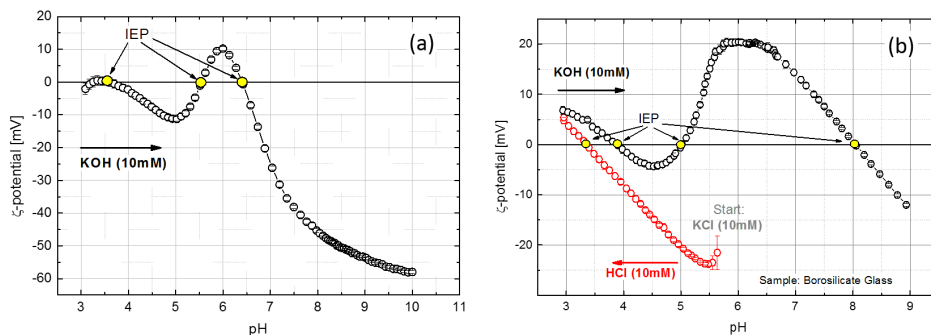 20
10
0
-10
-20
-30
-40
-50
-60
ζ-potential [mV]
IEP
(a)
KOH (10mM)
2 3 4 5 6 7 8 9 10 11
pH
20
10
0
-10
-20
ζ-potential [mV]
(b)
KOH (10mM)
IEP
Start:
KCl (10mM)
HCl (10mM)
Sample: Borosilicate Glass
3 4 5 6 7 8 9
pH